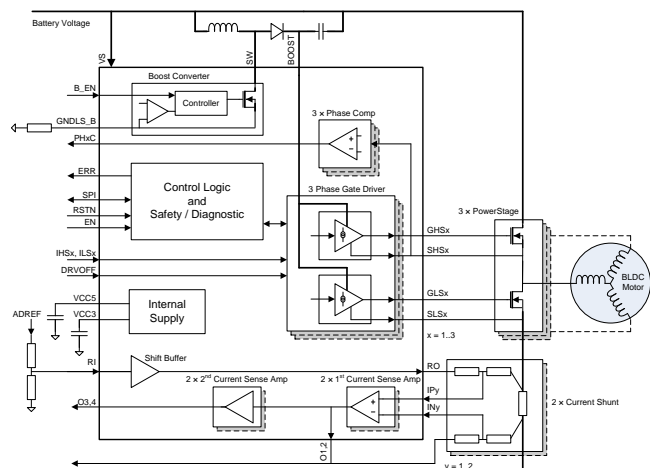 Battery Voltage
VS
SW
BOOST
Boost Converter
B_EN
Controller
GNDLS_B
3 × Phase Comp
PHxC
ERR
SPI
RSTN
EN
Control Logic
and
Safety / Diagnostic
3 Phase Gate Driver
3 × PowerStage
GHSx
SHSx
IHSx, ILSx
DRVOFF
GLSx
SLSx
BLDC
Motor
VCC5
VCC3
Internal
Supply
ADREF
x = 1..3
RI
Shift Buffer
RO
2 × 2nd Current Sense Amp
2 × 1st Current Sense Amp
IPy
INy
2 × Current Shunt
O3,4
O1,2
y = 1, 2